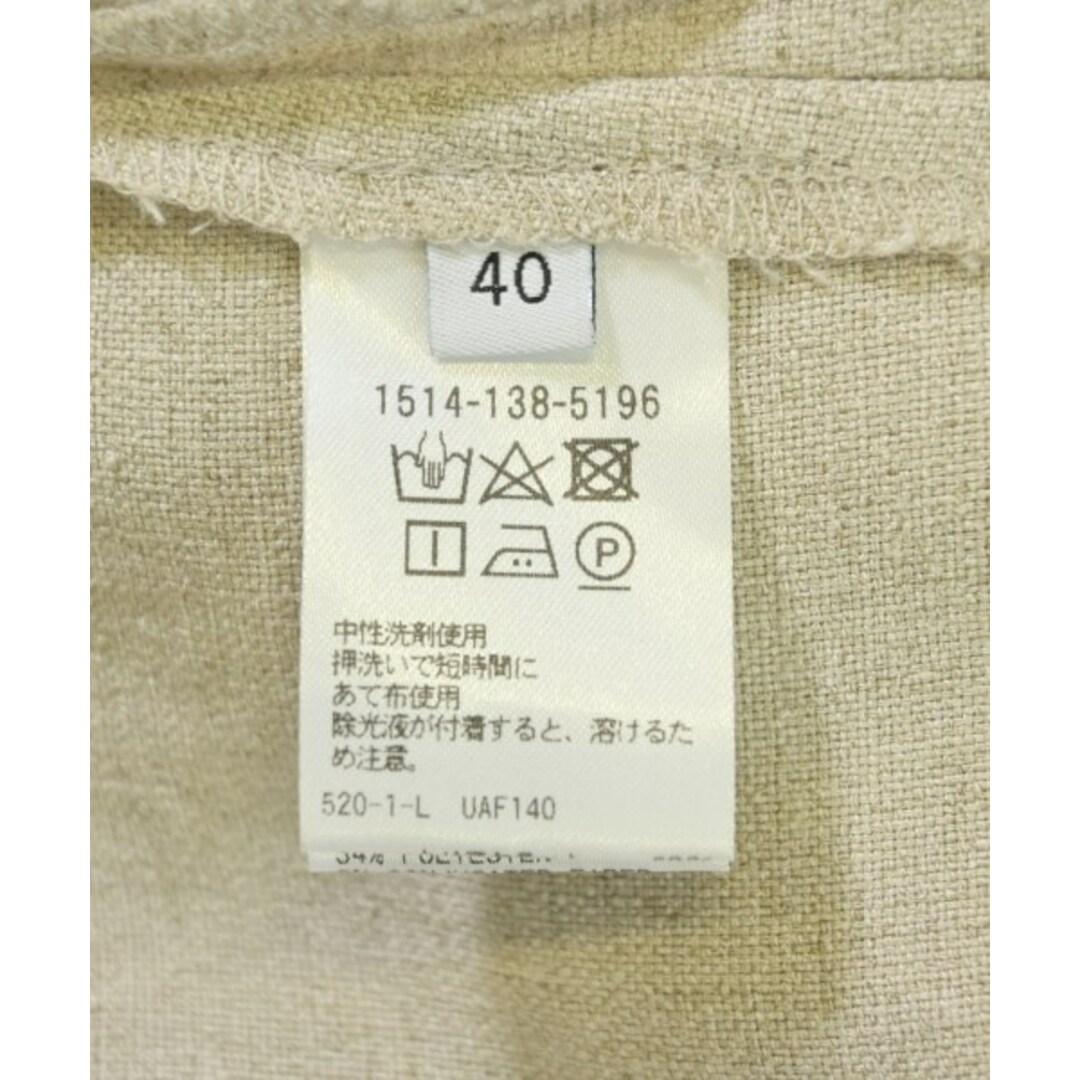 40
1514-138-5196
P
中性洗剤使用
押洗いで短時間に
あて布使用
除光液が付着すると、溶けるた
め注意。
520-1-L UAF140
POLYESTER